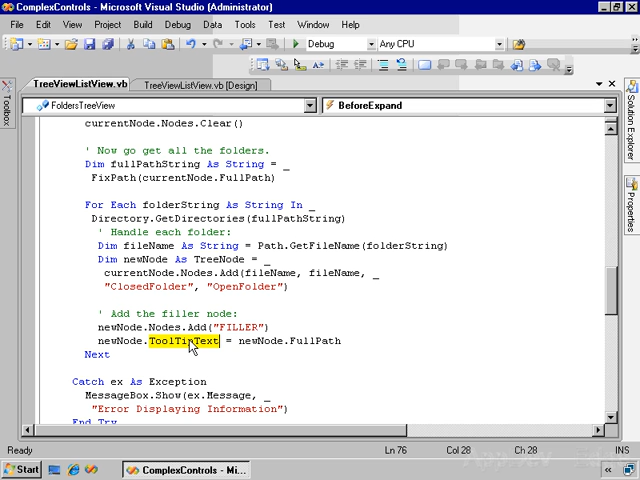 ComplexControls - Microsoft Visual Studio (Administrator)
File Edit View Project Build Debug Data Tools Test Window Help
Debug Any CPU
TreeViewListView.vb TreeViewListView.vb [Design]
FoldersTreeView BeforeExpand
Toolbox
Solution Explorer
Properties
currentNode.Nodes.Clear()
' Now go get all the folders.
Dim fullPathString As String = _
FixPath(currentNode.FullPath)
For Each folderString As String In _
Directory.GetDirectories(fullPathString)
' Handle each folder:
Dim fileName As String = Path.GetFileName(folderString)
Dim newNode As TreeNode = _
currentNode.Nodes.Add(fileName, fileName, _
"ClosedFolder", "OpenFolder")
' Add the filler node:
newNode.Nodes.Add("FILLER")
newNode.ToolTipText = newNode.FullPath
Next
Catch ex As Exception
MessageBox.Show(ex.Message, _
"Error Displaying Information")
End Try
Ready Ln 76 Col 28 Ch 28 INS
Start ComplexControls - Mi...